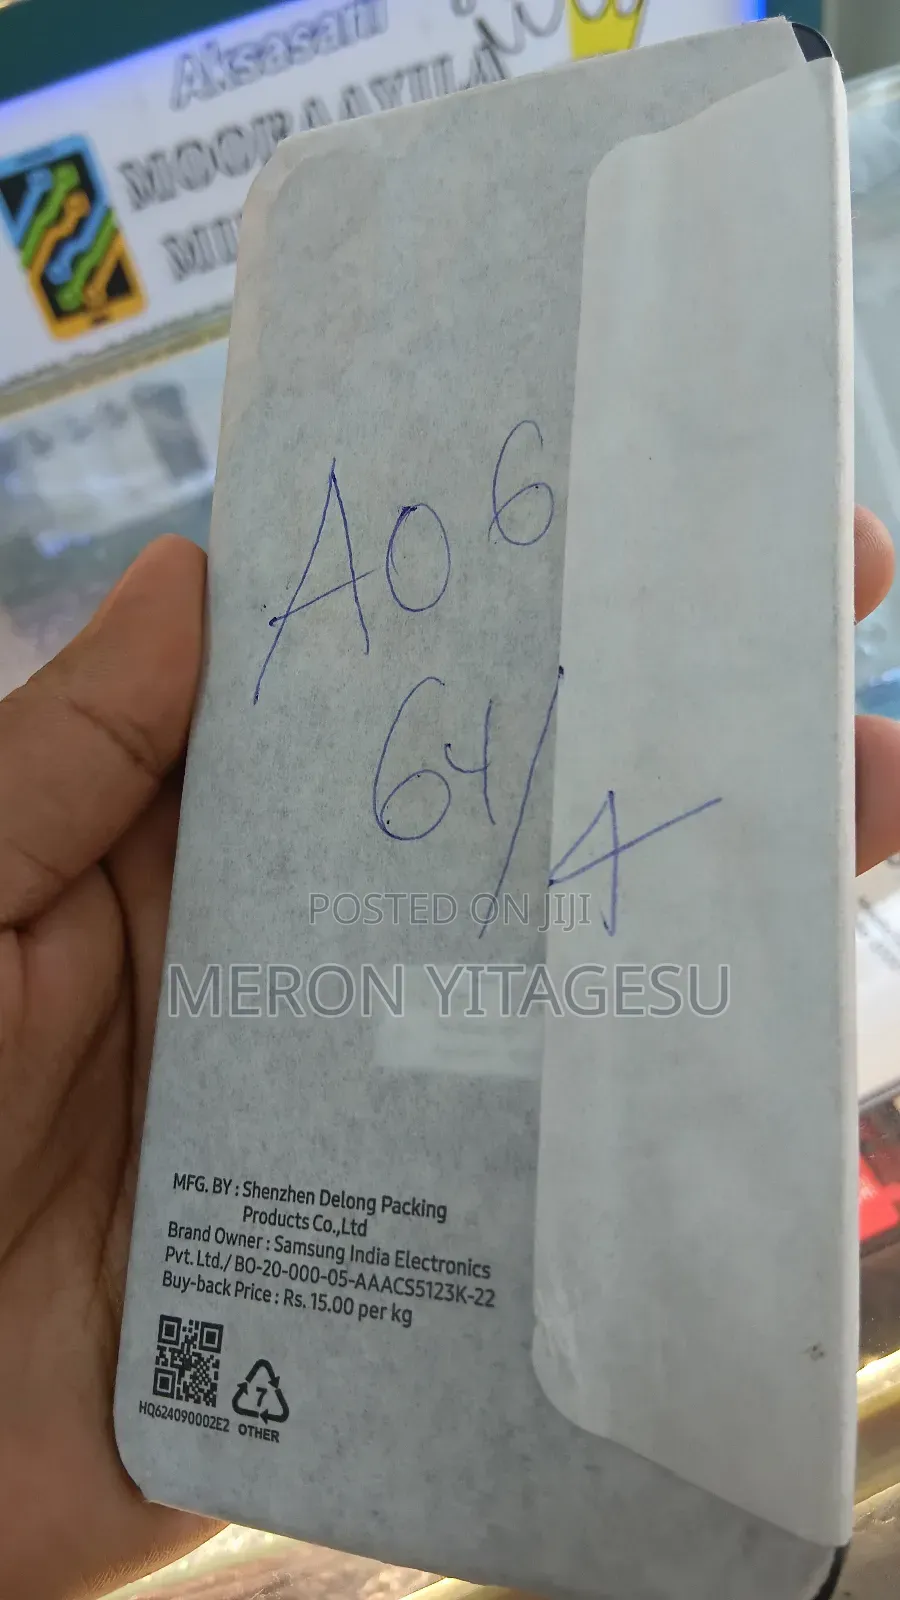 Aksasarii
A06
64/4
POSTED ON JIJI
MERON YITAGESU
MFG. BY : Shenzhen Delong Packing
Products Co.,Ltd
Brand Owner : Samsung India Electronics
Pvt. Ltd./ BO-20-000-05-AAACS5123K-22
Buy-back Price : Rs. 15.00 per kg
7
HQ624090002E2 OTHER